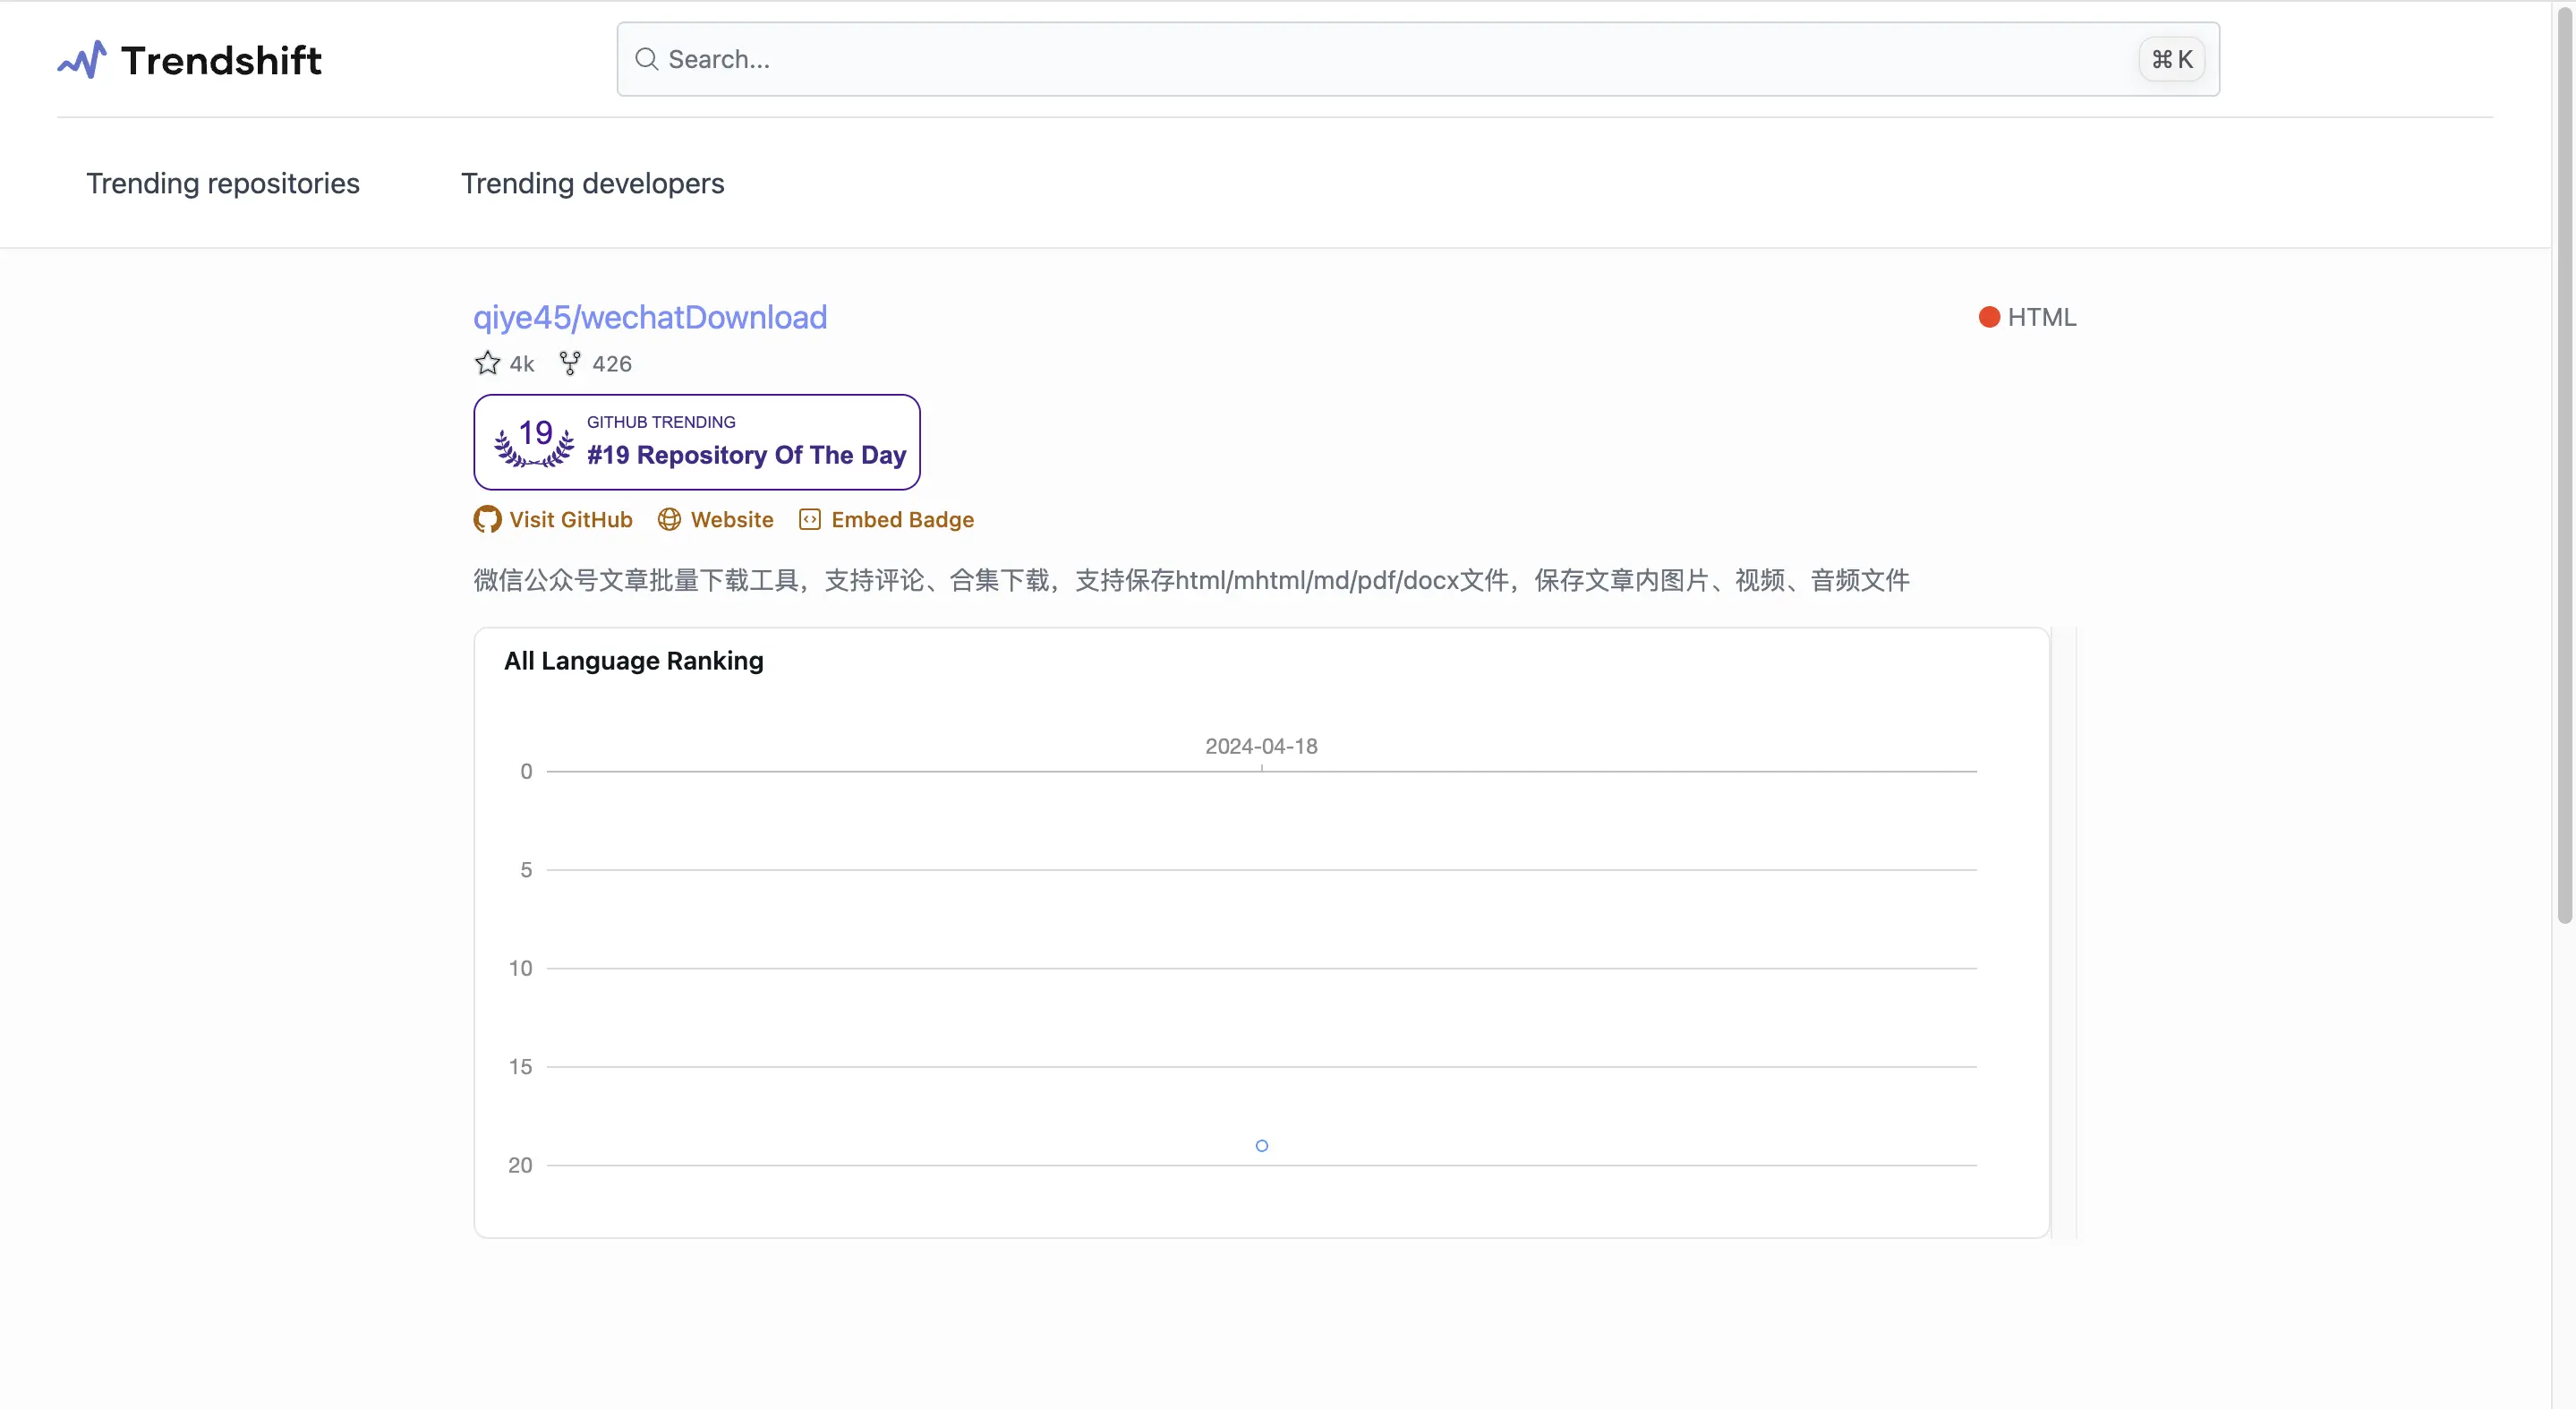 Trendshift
Search...
⌘ K
Trending repositories
Trending developers
qiye45/wechatDownload
HTML
4k
426
19
GITHUB TRENDING
#19 Repository Of The Day
Visit GitHub
Website
Embed Badge
微信公众号文章批量下载工具，支持评论、合集下载，支持保存html/mhtml/md/pdf/docx文件，保存文章内图片、视频、音频文件
All Language Ranking
2024-04-18
0
5
10
15
20